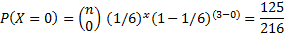 P(X = 0) = (n 0) (1/6)ˣ(1 − 1/6)⁽³⁻⁰⁾ = 125/216